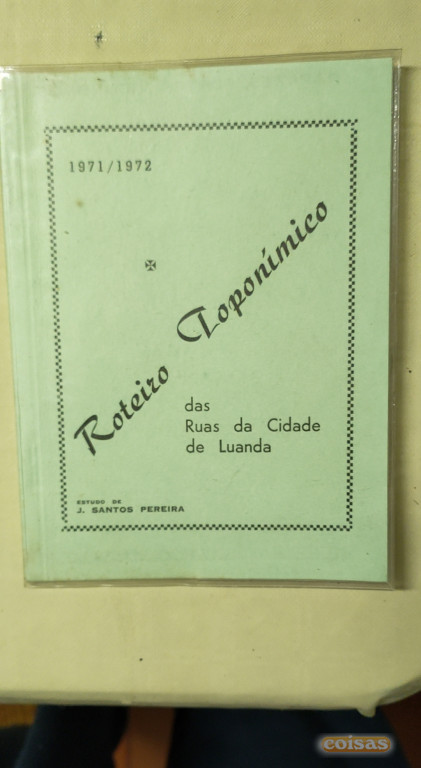 1971/1972
Roteiro Toponímico
das
Ruas da Cidade
de Luanda
ESTUDO DE
J. SANTOS PEREIRA
coisas